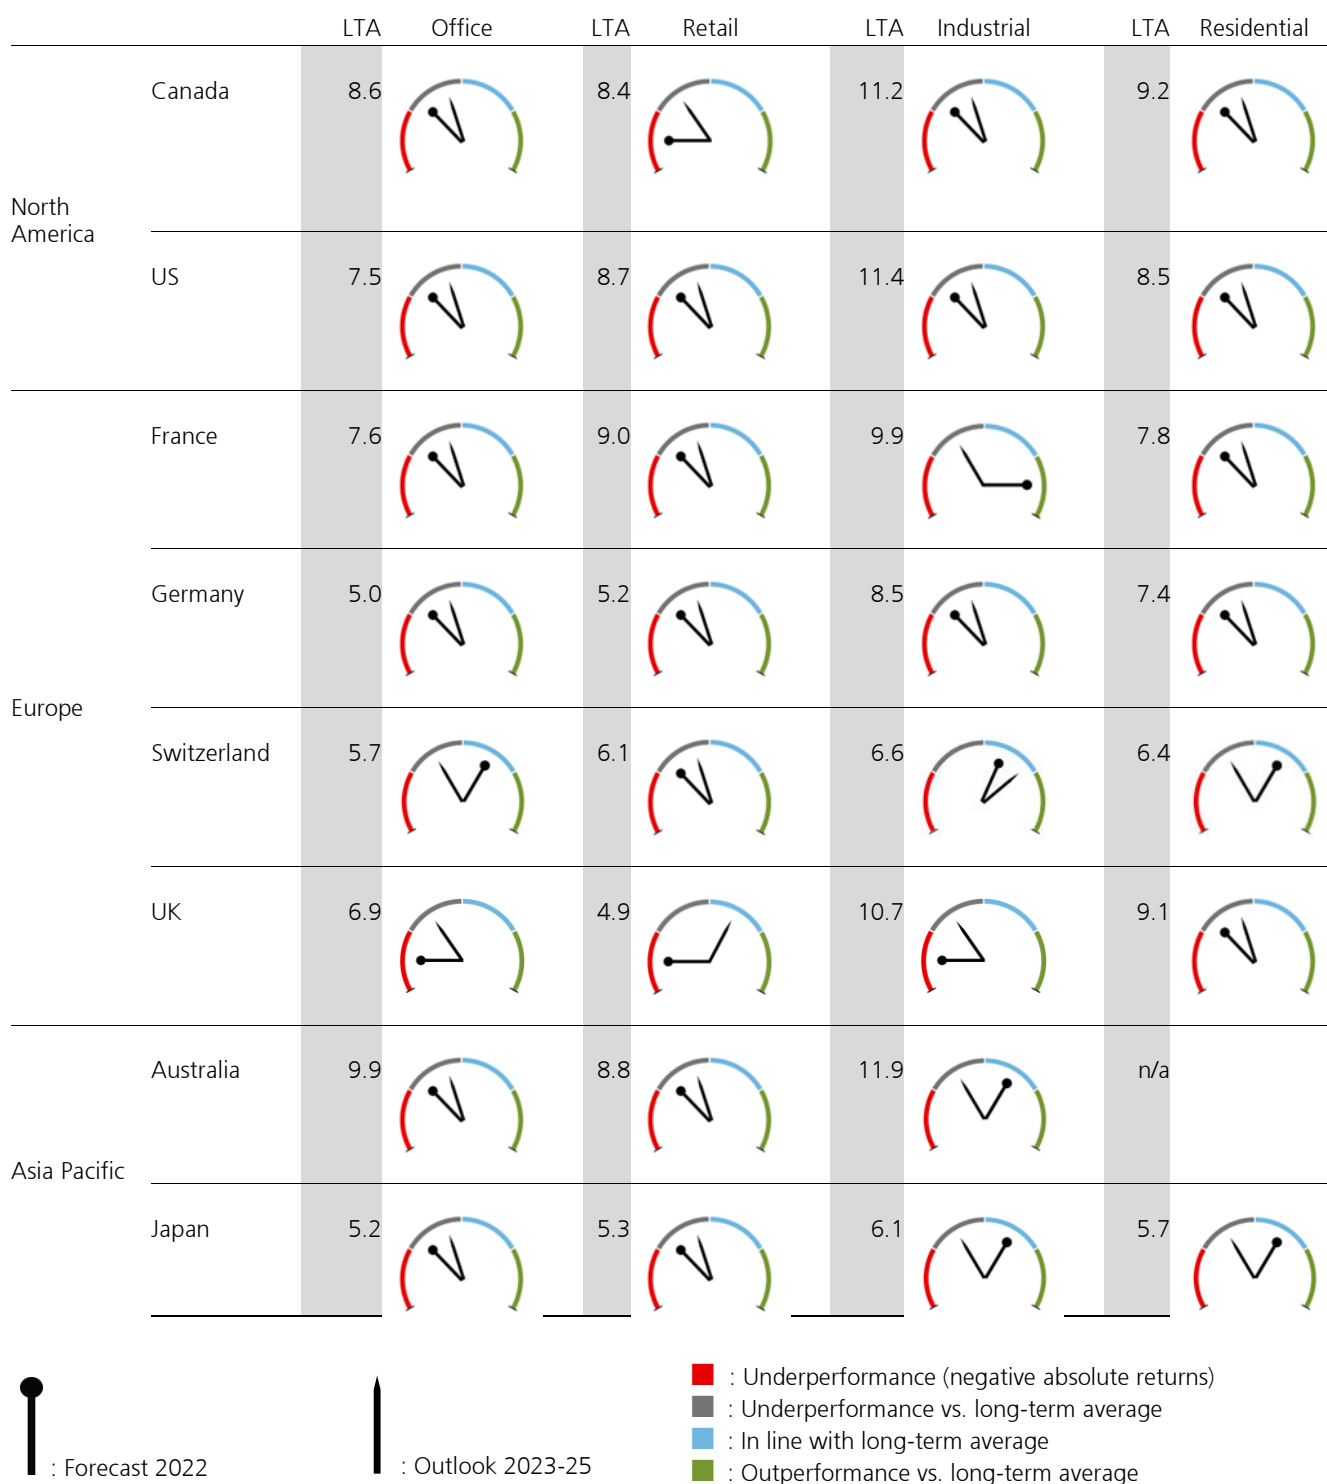 LTA Office LTA Retail LTA Industrial LTA Residential
Canada 8.6 8.4 11.2 9.2
North
America
US 7.5 8.7 11.4 8.5
France 7.6 9.0 9.9 7.8
Germany 5.0 5.2 8.5 7.4
Europe
Switzerland 5.7 6.1 6.6 6.4
UK 6.9 4.9 10.7 9.1
Australia 9.9 8.8 11.9 n/a
Asia Pacific
Japan 5.2 5.3 6.1 5.7
: Forecast 2022
: Outlook 2023-25
: Underperformance (negative absolute returns)
: Underperformance vs. long-term average
: In line with long-term average
: Outperformance vs. long-term average